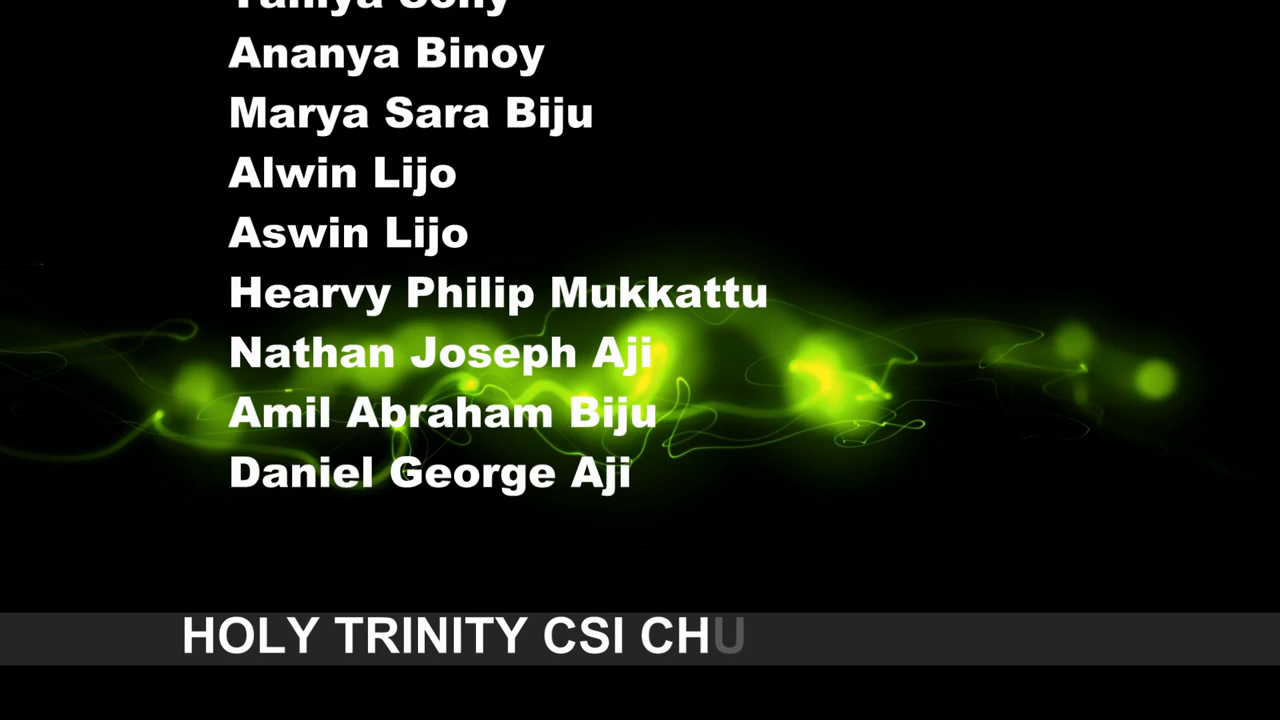 Ananya Binoy
Marya Sara Biju
Alwin Lijo
Aswin Lijo
Hearvy Philip Mukkattu
Nathan Joseph Aji
Amil Abraham Biju
Daniel George Aji
HOLY TRINITY CSI CHU